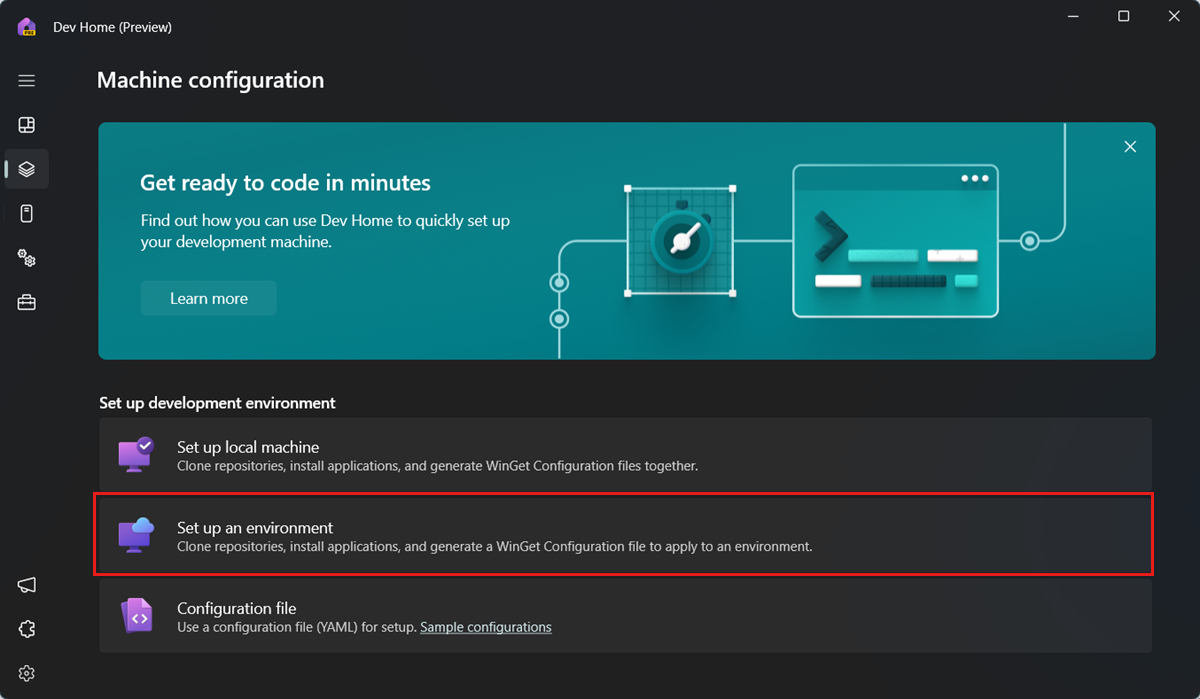 Dev Home (Preview)
Machine configuration
Get ready to code in minutes
Find out how you can use Dev Home to quickly set up
your development machine.
Learn more
Set up development environment
Set up local machine
Clone repositories, install applications, and generate WinGet Configuration files together.
Set up an environment
Clone repositories, install applications, and generate a WinGet Configuration file to apply to an environment.
Configuration file
Use a configuration file (YAML) for setup. Sample configurations